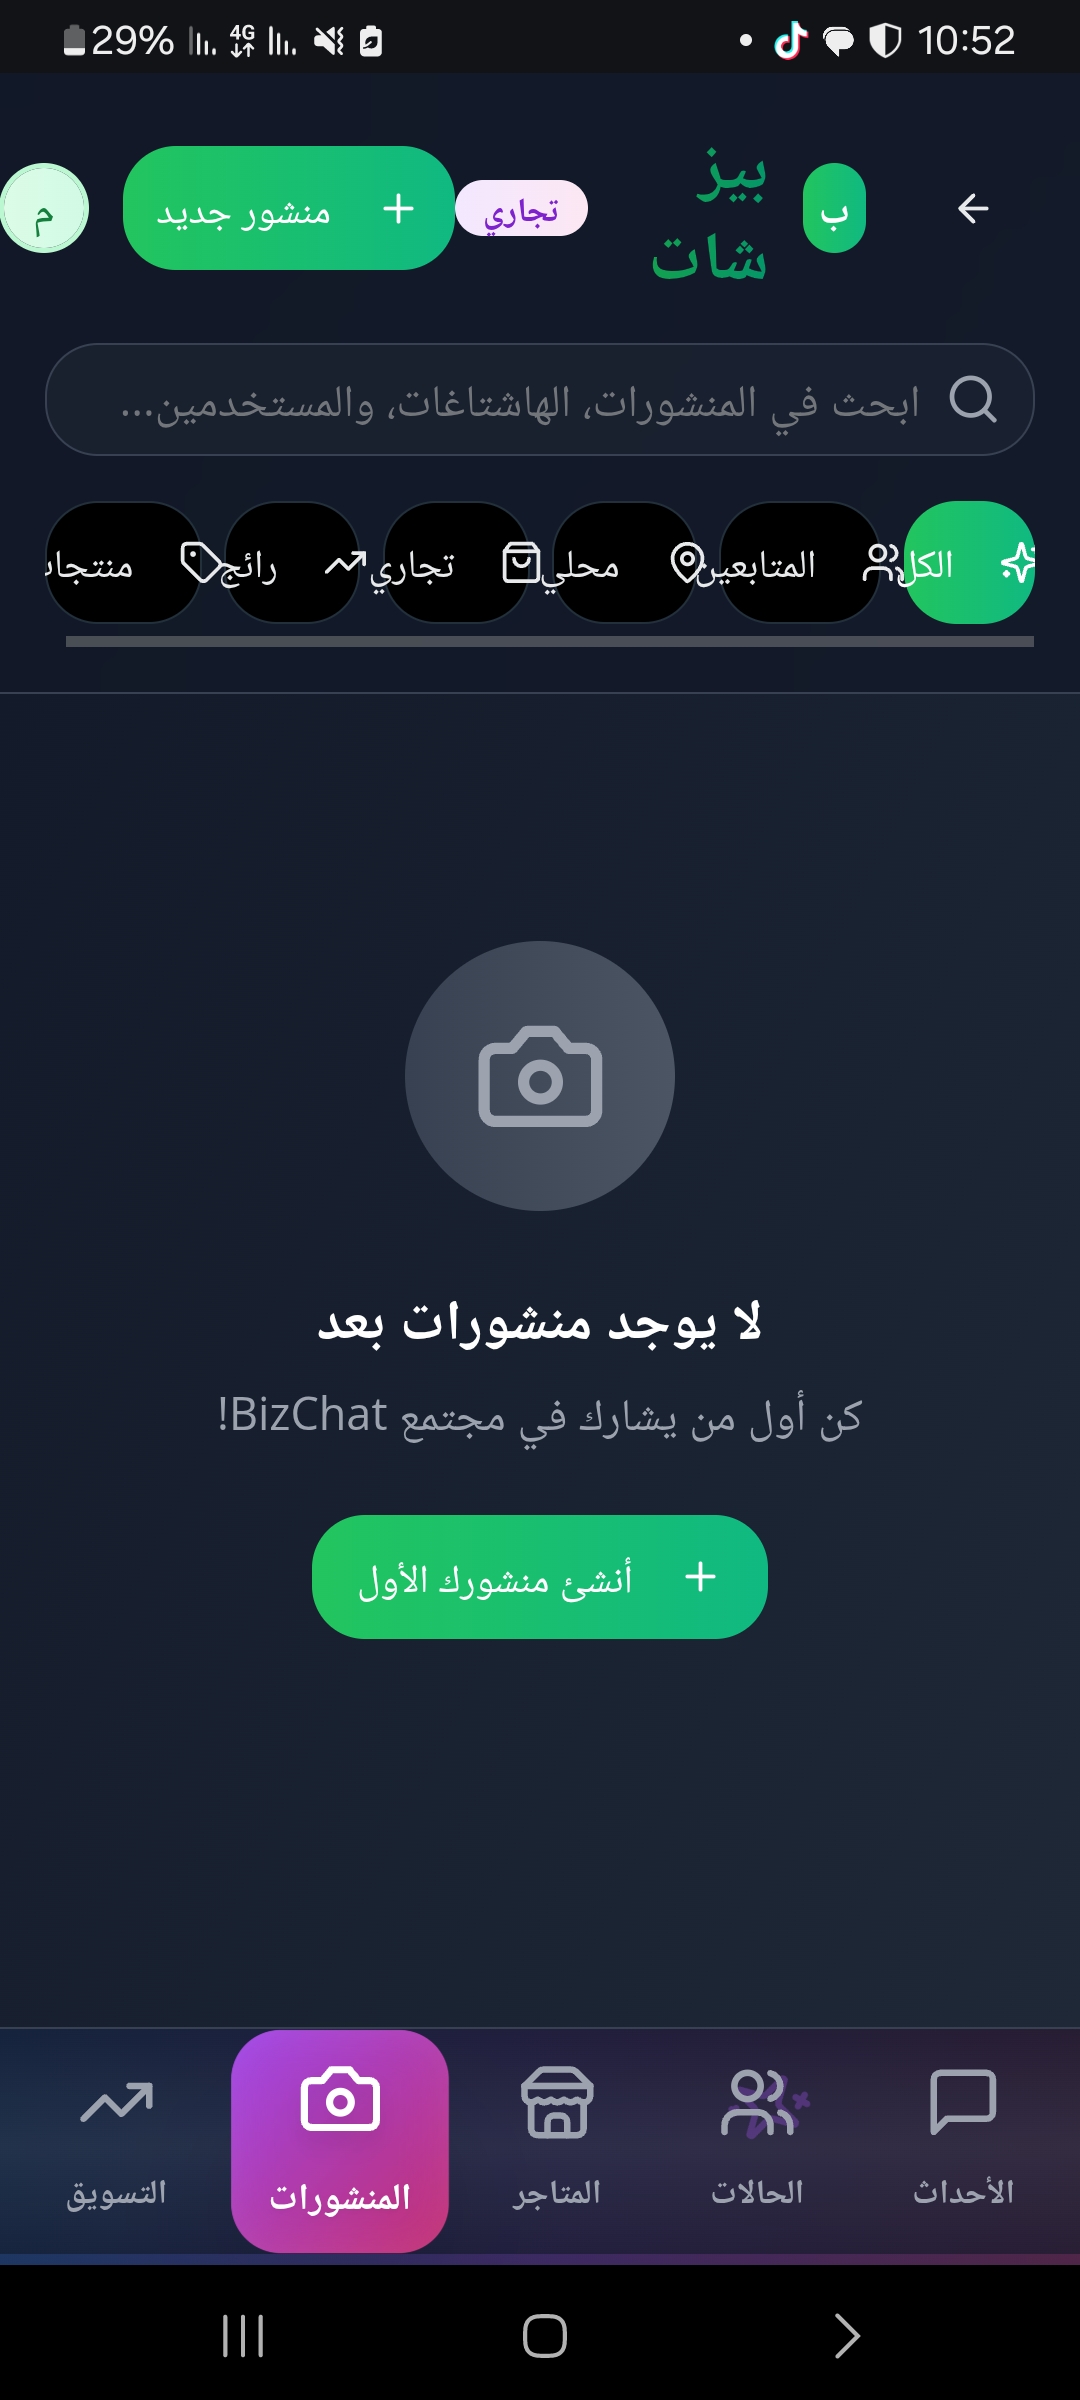 29% 4G 10:52
ب
بيز
شات
تجاري
منشور جديد
م
ابحث في المنشورات، الهاشتاغات، والمستخدمين...
الكل المتابعين محلي تجاري رائج
لا يوجد منشورات بعد
كن أول من يشارك في مجتمع BizChat!
أنشئ منشورك الأول
الأحداث الحالات المتاجر المنشورات التسويق